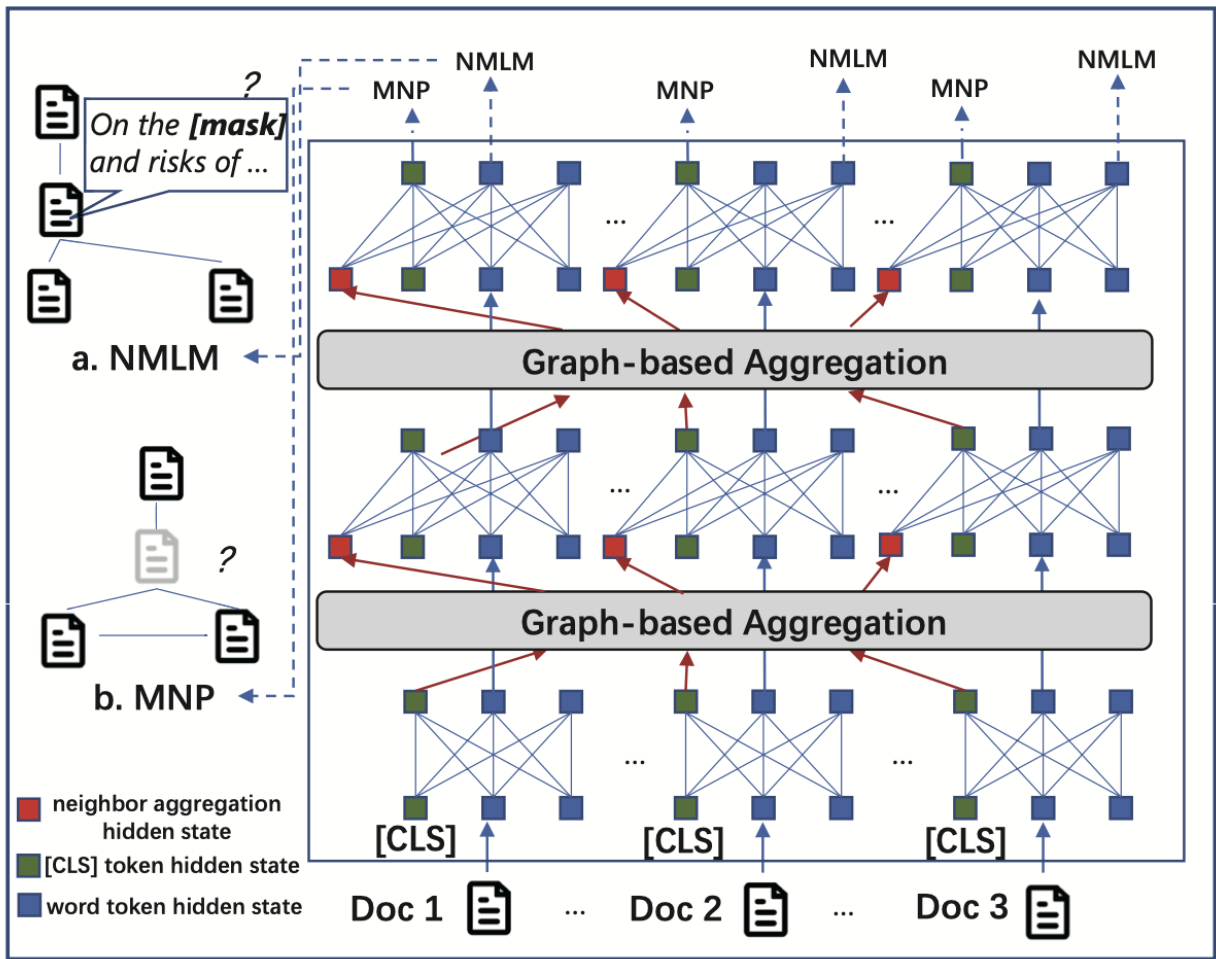 NMLM
NMLM
NMLM
MNP
MNP
MNP
?
On the [mask]
and risks of ...
... ...
a. NMLM
Graph-based Aggregation
... ...
?
b. MNP
Graph-based Aggregation
... ...
neighbor aggregation
hidden state
[CLS] token hidden state
word token hidden state
[CLS] [CLS] [CLS]
Doc 1 ... Doc 2 ... Doc 3